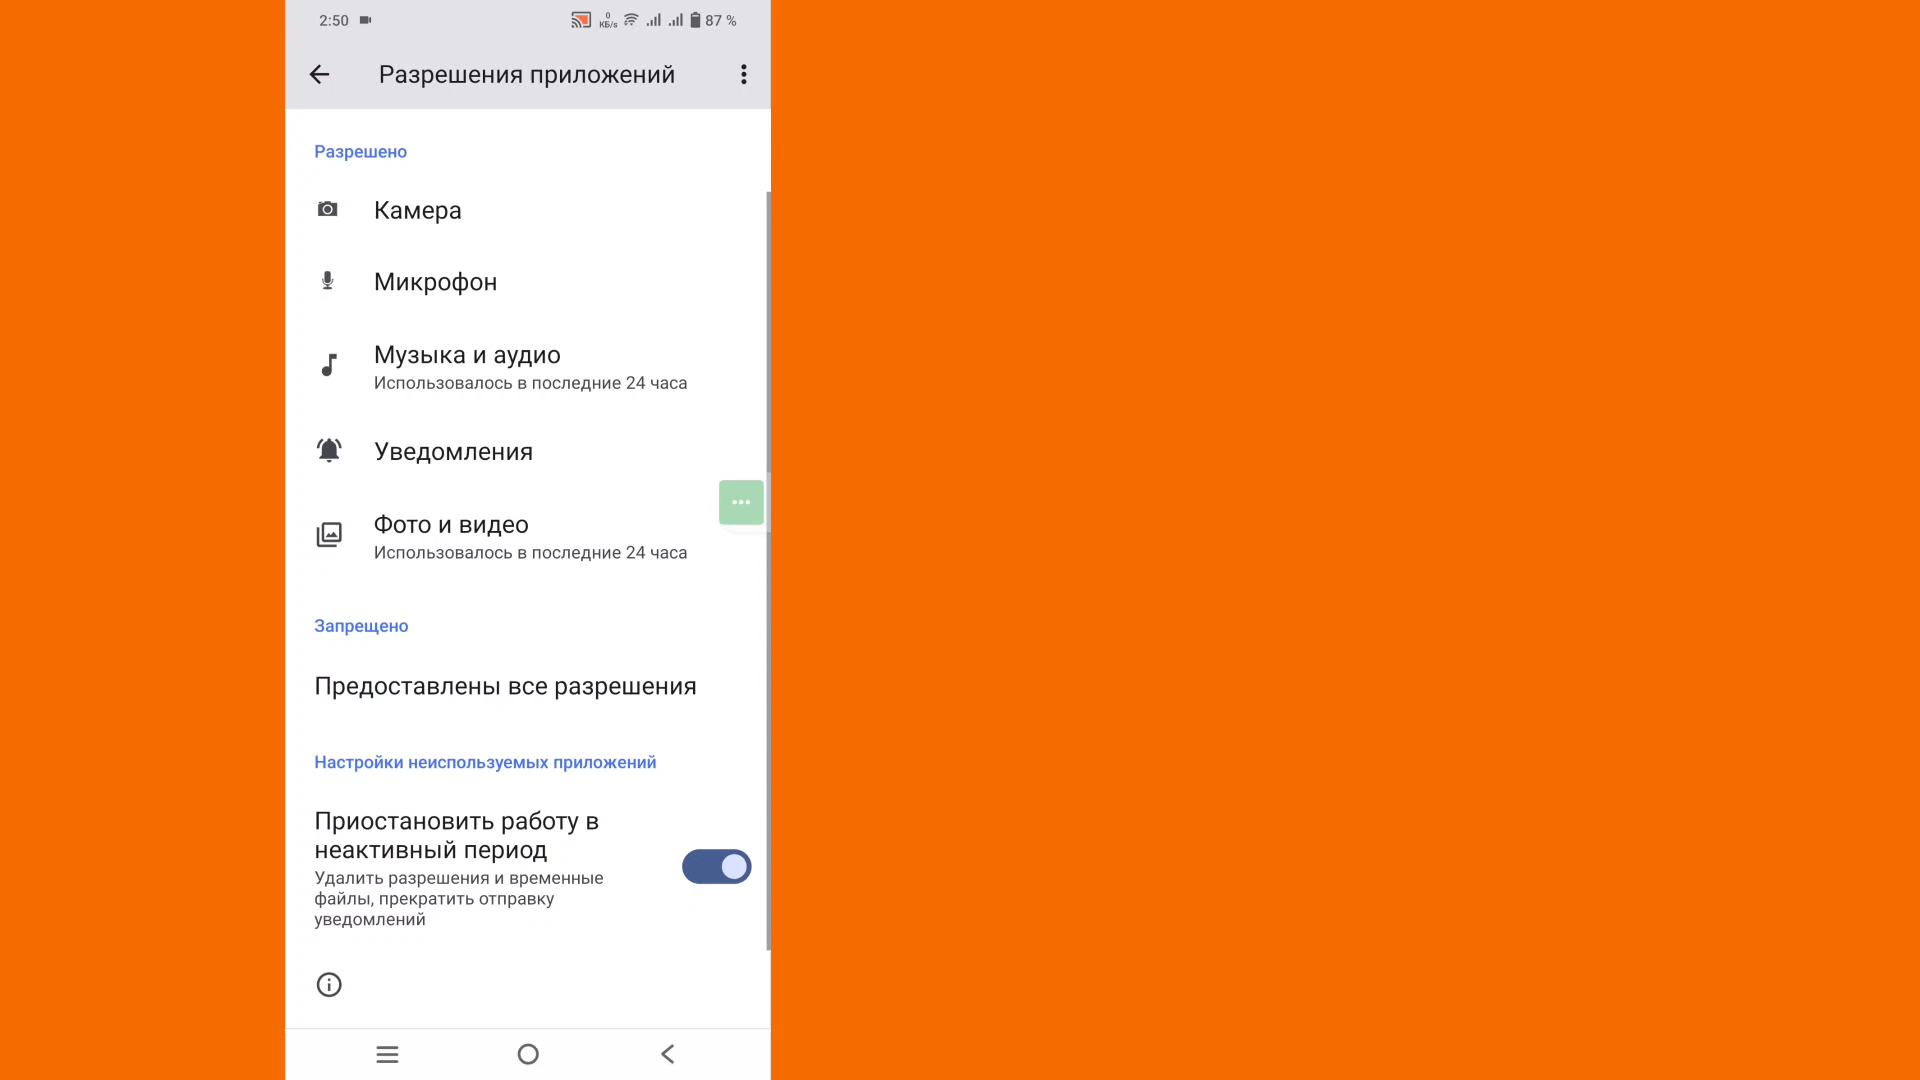 2:50
0
КБ/s
87 %
Разрешения приложений
Разрешено
Камера
Микрофон
Музыка и аудио
Использовалось в последние 24 часа
Уведомления
Фото и видео
Использовалось в последние 24 часа
Запрещено
Предоставлены все разрешения
Настройки неиспользуемых приложений
Приостановить работу в
неактивный период
Удалить разрешения и временные
файлы, прекратить отправку
уведомлений